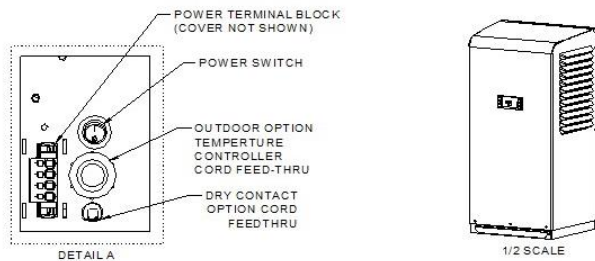 POWER TERMINAL BLOCK
(COVER NOT SHOWN)
POWER SWITCH
OUTDOOR OPTION
TEMPERTURE
CONTROLLER
CORD FEED-THRU
DRY CONTACT
OPTION CORD
FEEDTHRU
DETAIL A
1/2 SCALE